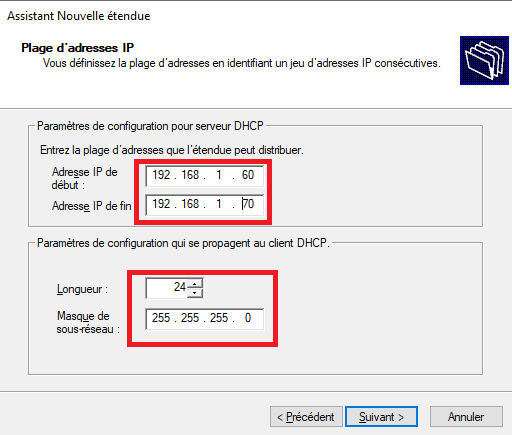 Assistant Nouvelle étendue
Plage d'adresses IP
Vous définissez la plage d'adresses en identifiant un jeu d'adresses IP consécutives.
Paramètres de configuration pour serveur DHCP
Entrez la plage d'adresses que l'étendue peut distribuer.
Adresse IP de
début :
192 . 168 . 1 . 60
Adresse IP de fin
192 . 168 . 1 . 70
Paramètres de configuration qui se propagent au client DHCP.
Longueur :
24
Masque de
sous-réseau :
255 . 255 . 255 . 0
< Précédent
Suivant >
Annuler